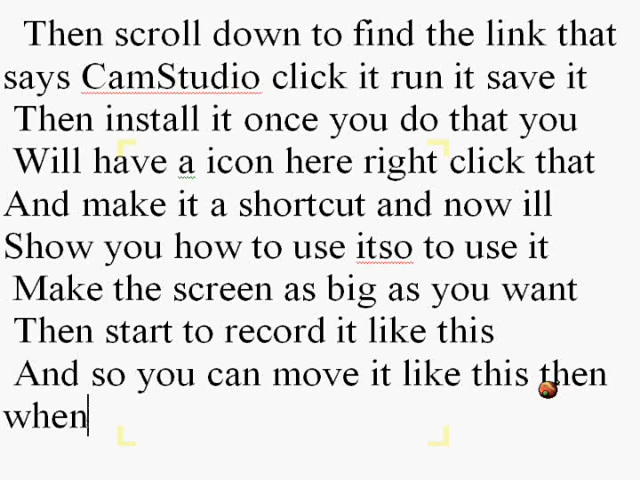 Then scroll down to find the link that
says CamStudio click it run it save it
Then install it once you do that you
Will have a icon here right click that
And make it a shortcut and now ill
Show you how to use itso to use it
Make the screen as big as you want
Then start to record it like this
And so you can move it like this then
when